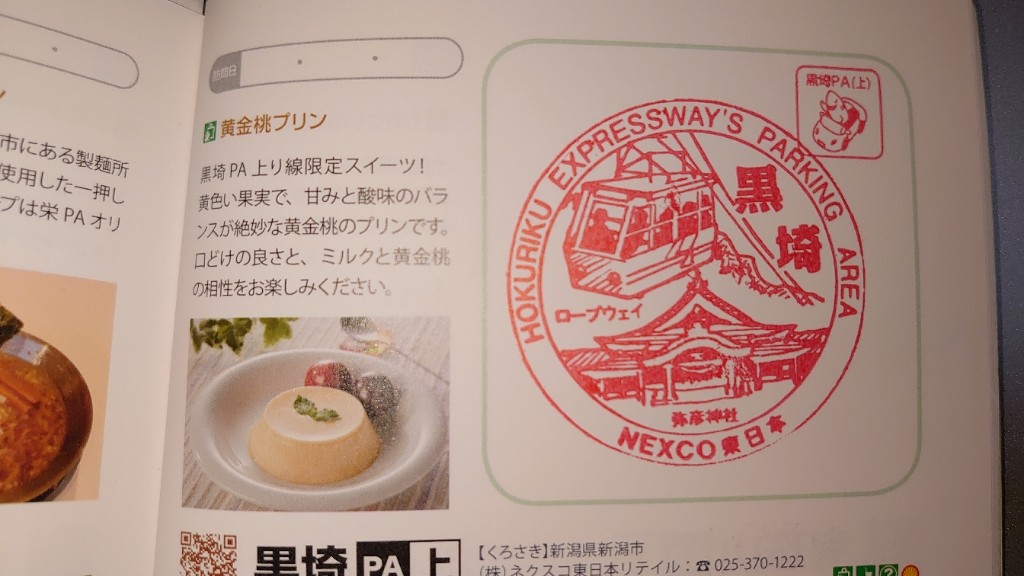 市にある製麺所
使用した一押し
プは栄PAオリ
訪問日
黄金桃プリン
黒埼PA上り線限定スイーツ!
黄色い果実で、甘みと酸味のバラ
ンスが絶妙な黄金桃のプリンです。
口どけの良さと、ミルクと黄金桃
の相性をお楽しみください。
黒埼PA(上)
HOKURIKU EXPRESSWAY'S PARKING AREA
黒
埼
ロープウェイ
弥彦神社
NEXCO東日本
黒埼 PA 上
【くろさき】新潟県新潟市
(株)ネクスコ東日本リテイル:☎025-370-1222